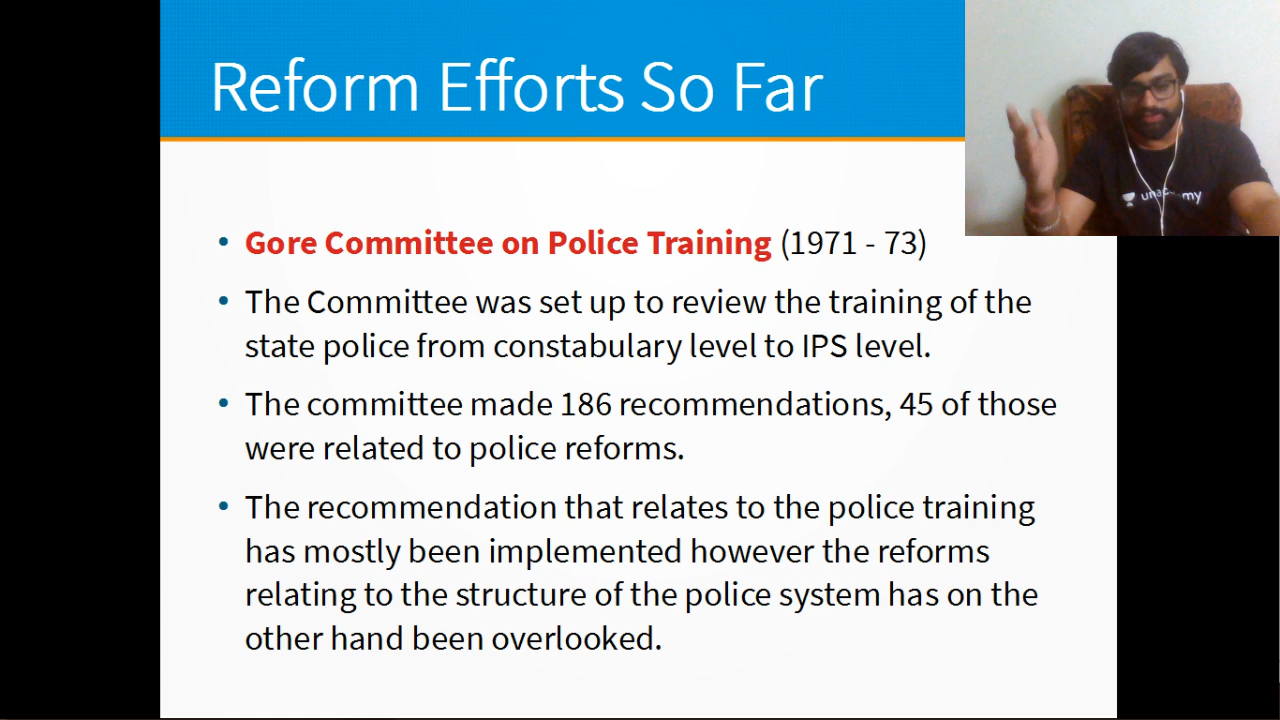 Reform Efforts So Far
unacademy
• Gore Committee on Police Training (1971 - 73)
• The Committee was set up to review the training of the
state police from constabulary level to IPS level.
• The committee made 186 recommendations, 45 of those
were related to police reforms.
• The recommendation that relates to the police training
has mostly been implemented however the reforms
relating to the structure of the police system has on the
other hand been overlooked.